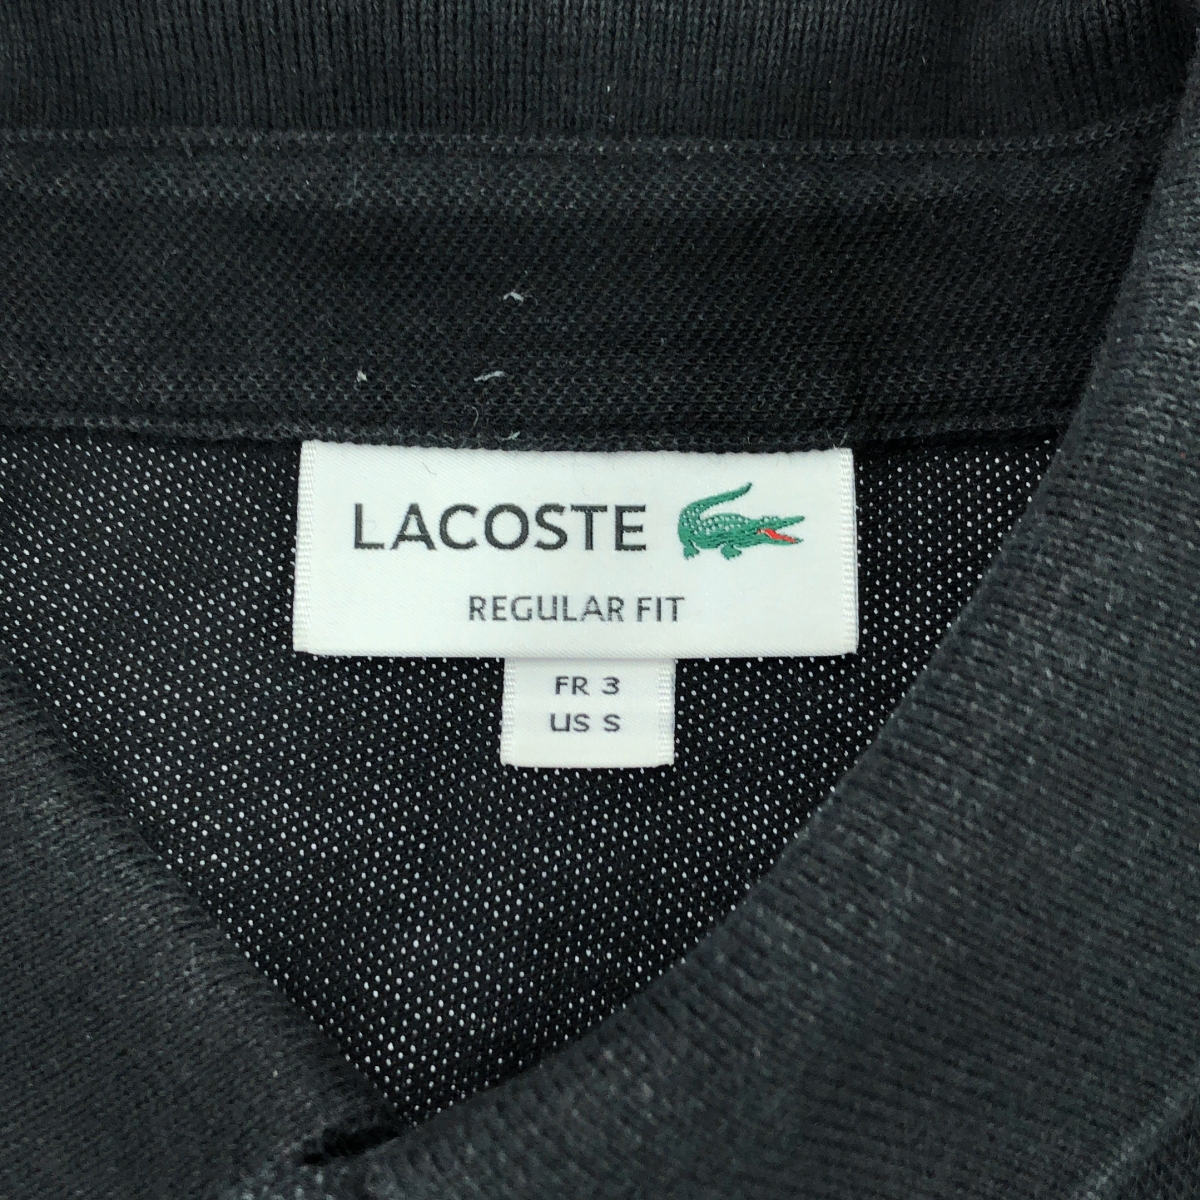 LACOSTE
REGULAR FIT
FR 3
US S